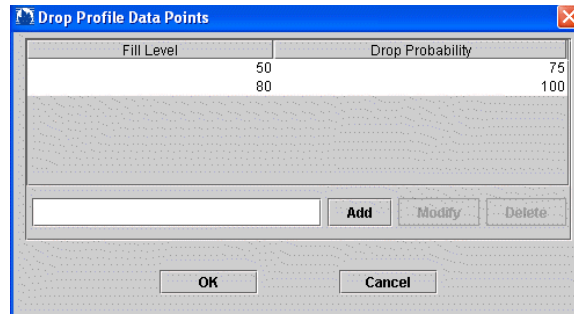 Drop Profile Data Points
Fill Level Drop Probability
50 75
80 100
Add Modify Delete
OK Cancel